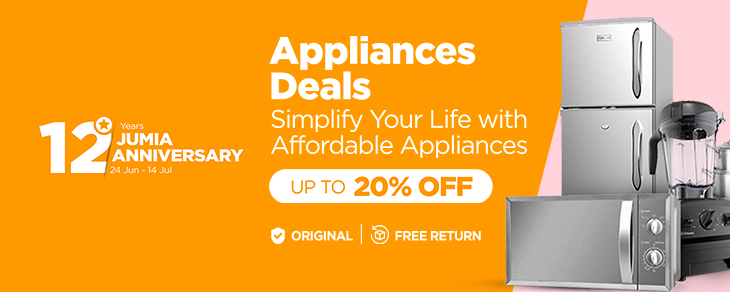 12
Years
JUMIA
ANNIVERSARY
24 Jun - 14 Jul
Appliances
Deals
Simplify Your Life with
Affordable Appliances
UP TO 20% OFF
ORIGINAL | FREE RETURN